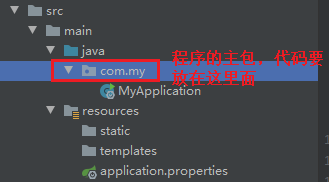 src
main
java
com.my
程序的主包，代码要
放在这里面
MyApplication
resources
static
templates
application.properties